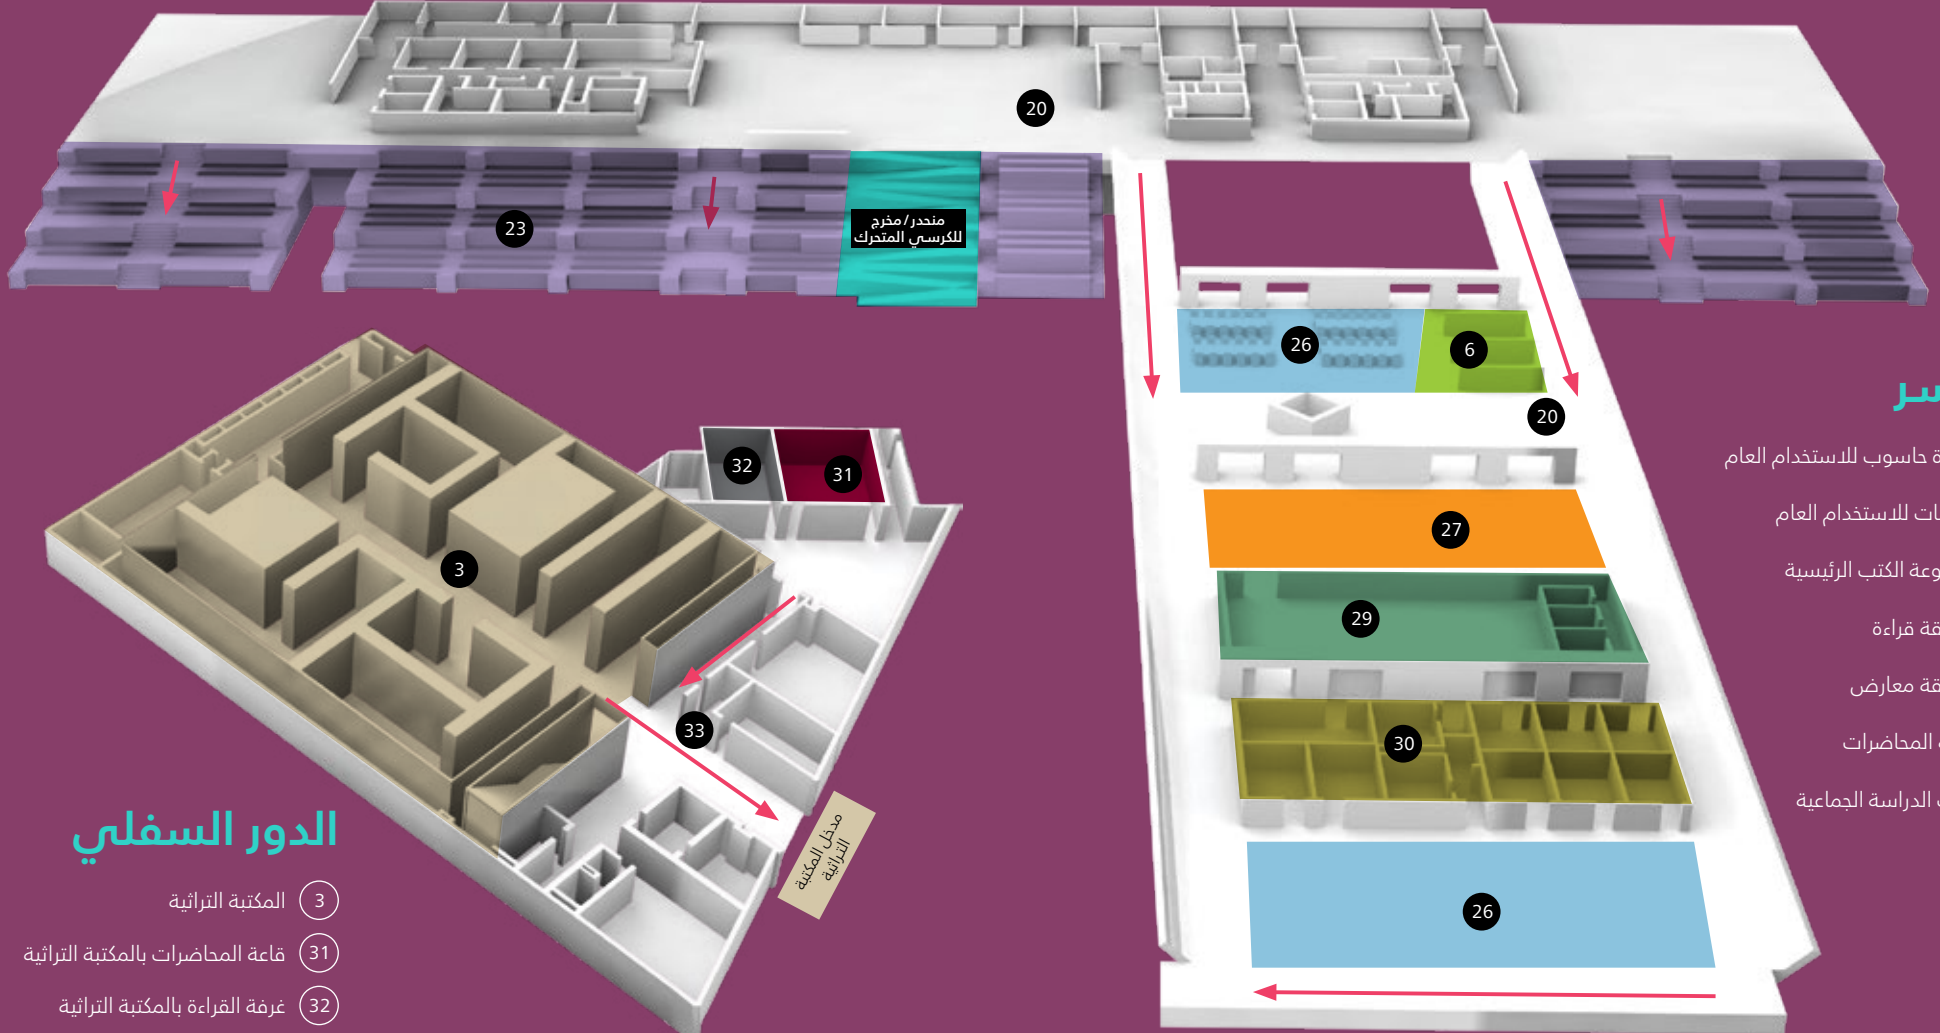 20
23
منحدر/مخرج
للكرسي المتحرك
26
6
20
27
29
30
26
32
31
3
33
مدخل المكتبة
التراثية
حاسوب للاستخدام العام
للاستخدام العام
الكتب الرئيسية
قراءة
معارض
المحاضرات
الدراسة الجماعية
الدور السفلي
3 المكتبة التراثية
31 قاعة المحاضرات بالمكتبة التراثية
32 غرفة القراءة بالمكتبة التراثية